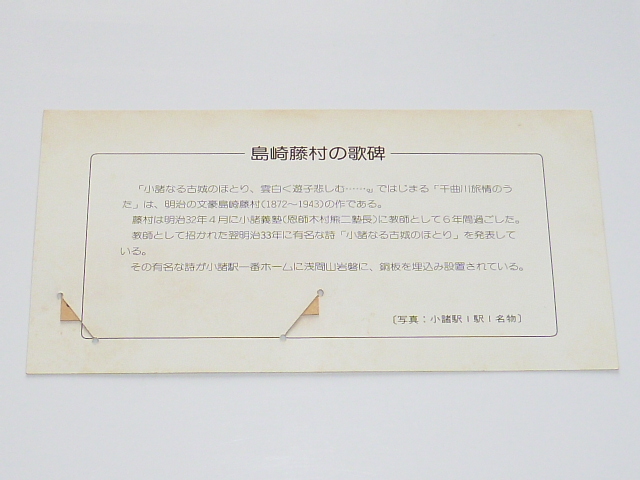 島崎藤村の歌碑
「小諸なる古城のほとり、雲白く遊子悲しむ……。』ではじまる「千曲川旅情のう
た」は、明治の文豪島崎藤村(1872〜1943)の作である。
藤村は明治32年4月に小諸義塾(恩師木村熊二塾長)に教師として6年間過ごした。
教師として招かれた翌明治33年に有名な詩「小諸なる古城のほとり」を発表して
いる。
その有名な詩が小諸駅一番ホームに浅間山岩盤に、銅板を埋込み設置されている。
〔写真：小諸駅1駅1名物〕